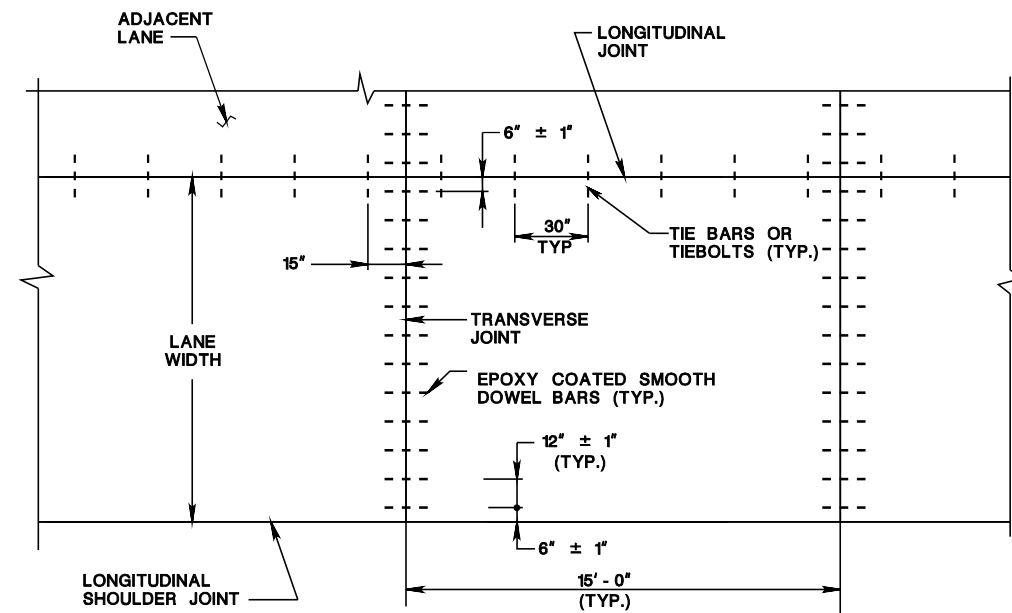 ADJACENT
LANE
LONGITUDINAL
JOINT
6" ± 1"
30"
TYP
TIE BARS OR
TIEBOLTS (TYP.)
15"
TRANSVERSE
JOINT
LANE
WIDTH
EPOXY COATED SMOOTH
DOWEL BARS (TYP.)
12" ± 1"
(TYP.)
6" ± 1"
LONGITUDINAL
SHOULDER JOINT
15' - 0"
(TYP.)